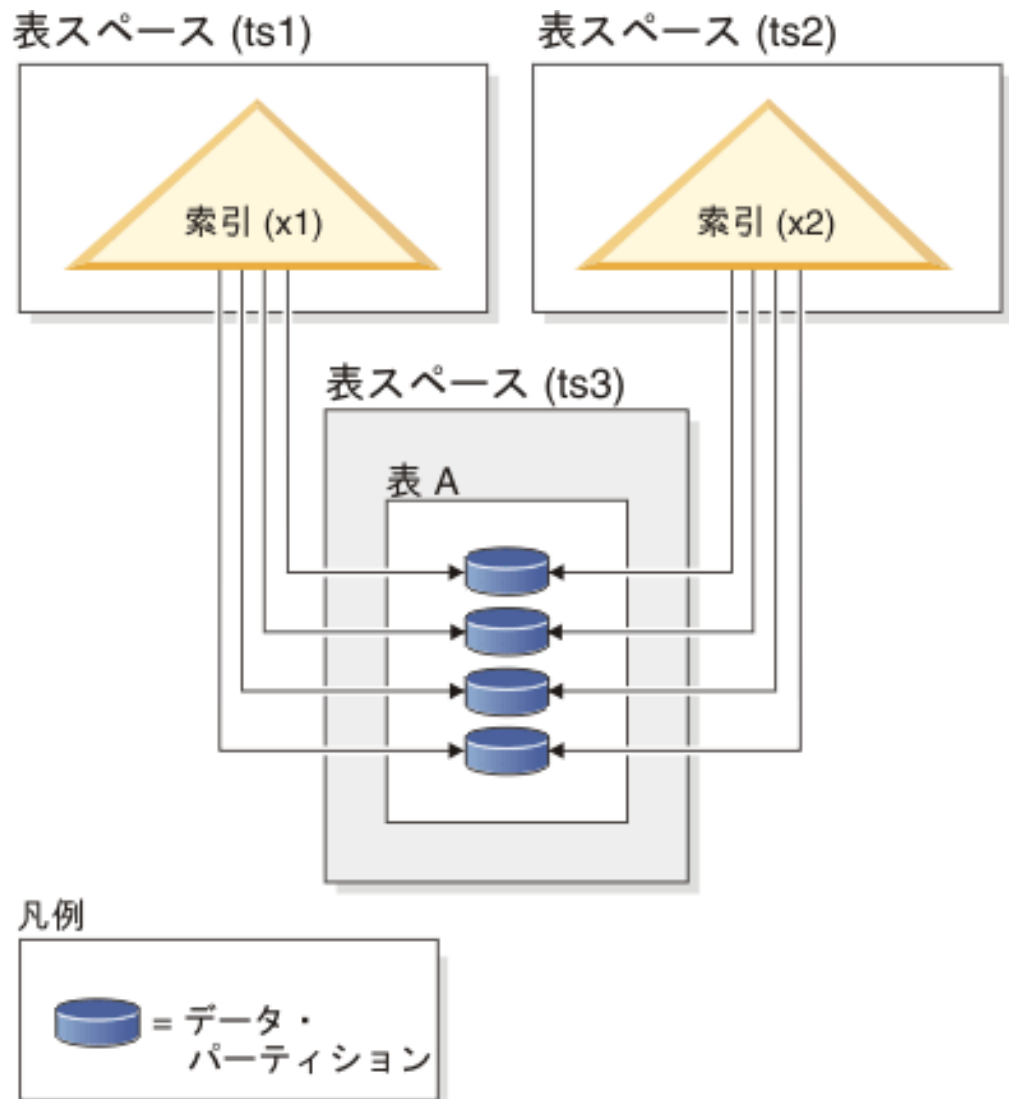 表スペース (ts1)
表スペース (ts2)
索引 (x1)
索引 (x2)
表スペース (ts3)
表 A
凡例
= データ・
パーティション